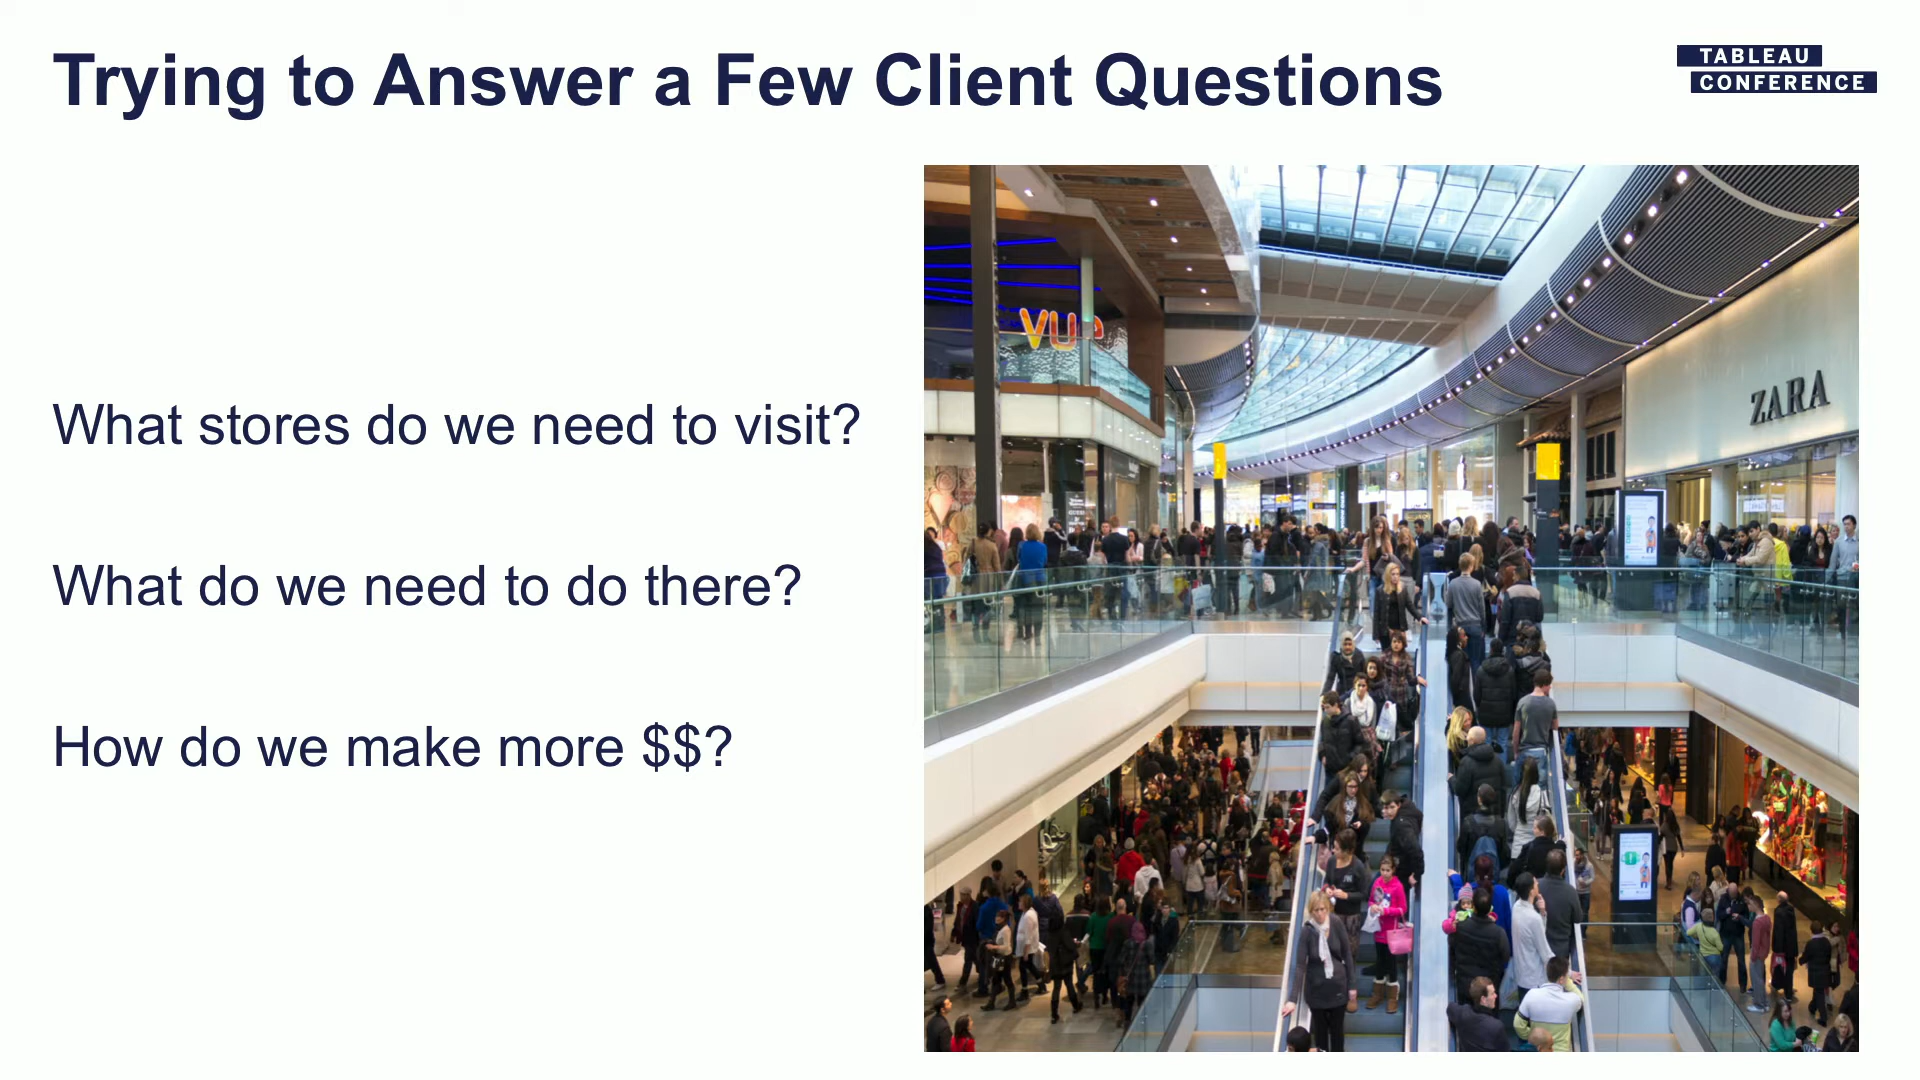 Trying to Answer a Few Client Questions
TABLEAU
CONFERENCE
What stores do we need to visit?
What do we need to do there?
How do we make more $$?
VUE
ZARA